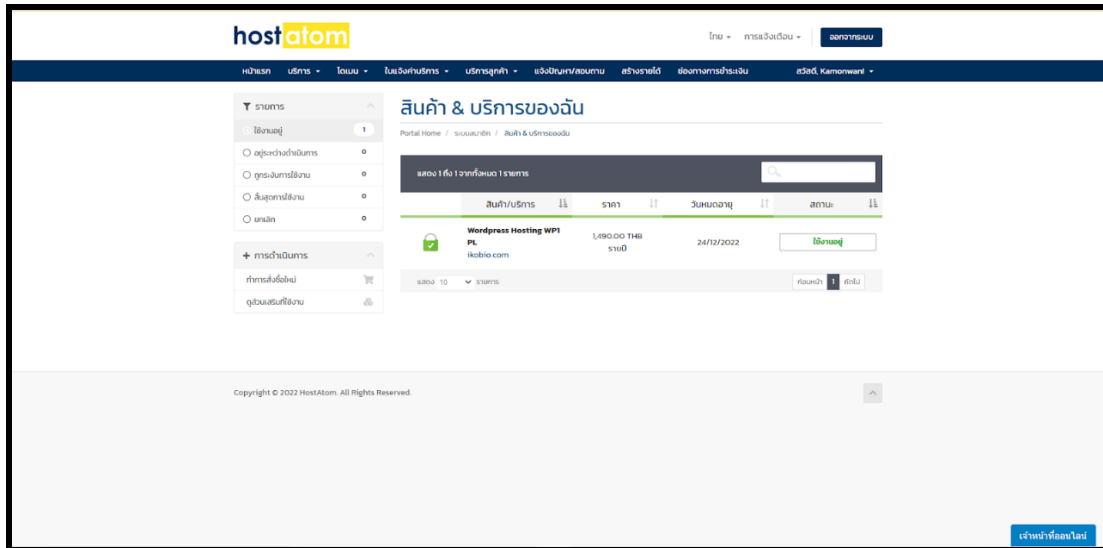 hostatom
ไทย การแจ้งเตือน ออกจากระบบ
หน้าแรก บริการ โดเมน ใบแจ้งค่าบริการ บริการลูกค้า แจ้งปัญหา/สอบถาม สร้างรายได้ ช่องทางการชำระเงิน สวัสดี, Kamonwan!
รายการ
ใช้งานอยู่ 1
อยู่ระหว่างดำเนินการ 0
ถูกระงับการใช้งาน 0
สิ้นสุดการใช้งาน 0
ยกเลิก 0
+ การดำเนินการ
ทำการสั่งซื้อใหม่
ดูส่วนเสริมที่ใช้งาน
สินค้า & บริการของฉัน
Portal Home / ระบบสมาชิก / สินค้า & บริการของฉัน
แสดง 1 ถึง 1 จากทั้งหมด 1 รายการ
สินค้า/บริการ ราคา วันหมดอายุ สถานะ
Wordpress Hosting WP1 PL
ikobio.com
1,490.00 THB
รายปี
24/12/2022
ใช้งานอยู่
แสดง 10 รายการ
ก่อนหน้า 1 ถัดไป
Copyright © 2022 HostAtom. All Rights Reserved.
เจ้าหน้าที่ออนไลน์